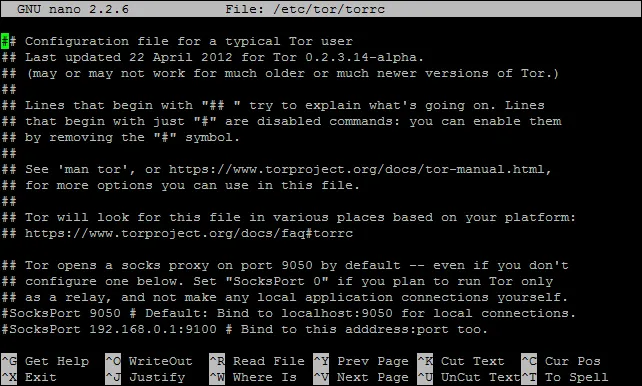 GNU nano 2.2.6 File: /etc/tor/torrc
## Configuration file for a typical Tor user
## Last updated 22 April 2012 for Tor 0.2.3.14-alpha.
## (may or may not work for much older or much newer versions of Tor.)
##
## Lines that begin with "## " try to explain what's going on. Lines
## that begin with just "#" are disabled commands: you can enable them
## by removing the "#" symbol.
##
## See 'man tor', or https://www.torproject.org/docs/tor-manual.html,
## for more options you can use in this file.
##
## Tor will look for this file in various places based on your platform:
## https://www.torproject.org/docs/faq#torrc
## Tor opens a socks proxy on port 9050 by default -- even if you don't
## configure one below. Set "SocksPort 0" if you plan to run Tor only
## as a relay, and not make any local application connections yourself.
#SocksPort 9050 # Default: Bind to localhost:9050 for local connections.
#SocksPort 192.168.0.1:9100 # Bind to this adddress:port too.
^G Get Help ^O WriteOut ^R Read File ^Y Prev Page ^K Cut Text ^C Cur Pos
^X Exit ^J Justify ^W Where Is ^V Next Page ^U UnCut Text ^T To Spell